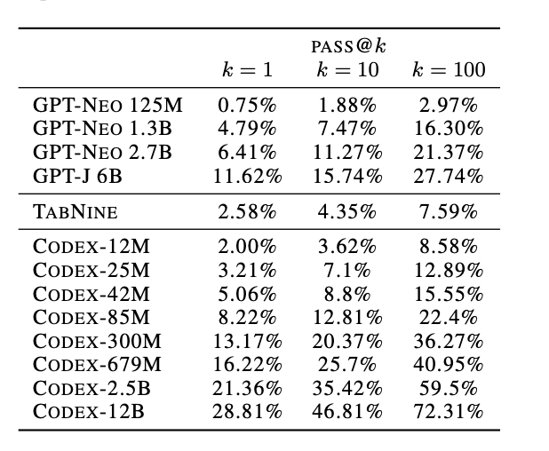 PASS@k
k = 1 k = 10 k = 100
GPT-NEO 125M 0.75% 1.88% 2.97%
GPT-NEO 1.3B 4.79% 7.47% 16.30%
GPT-NEO 2.7B 6.41% 11.27% 21.37%
GPT-J 6B 11.62% 15.74% 27.74%
TABNINE 2.58% 4.35% 7.59%
CODEX-12M 2.00% 3.62% 8.58%
CODEX-25M 3.21% 7.1% 12.89%
CODEX-42M 5.06% 8.8% 15.55%
CODEX-85M 8.22% 12.81% 22.4%
CODEX-300M 13.17% 20.37% 36.27%
CODEX-679M 16.22% 25.7% 40.95%
CODEX-2.5B 21.36% 35.42% 59.5%
CODEX-12B 28.81% 46.81% 72.31%